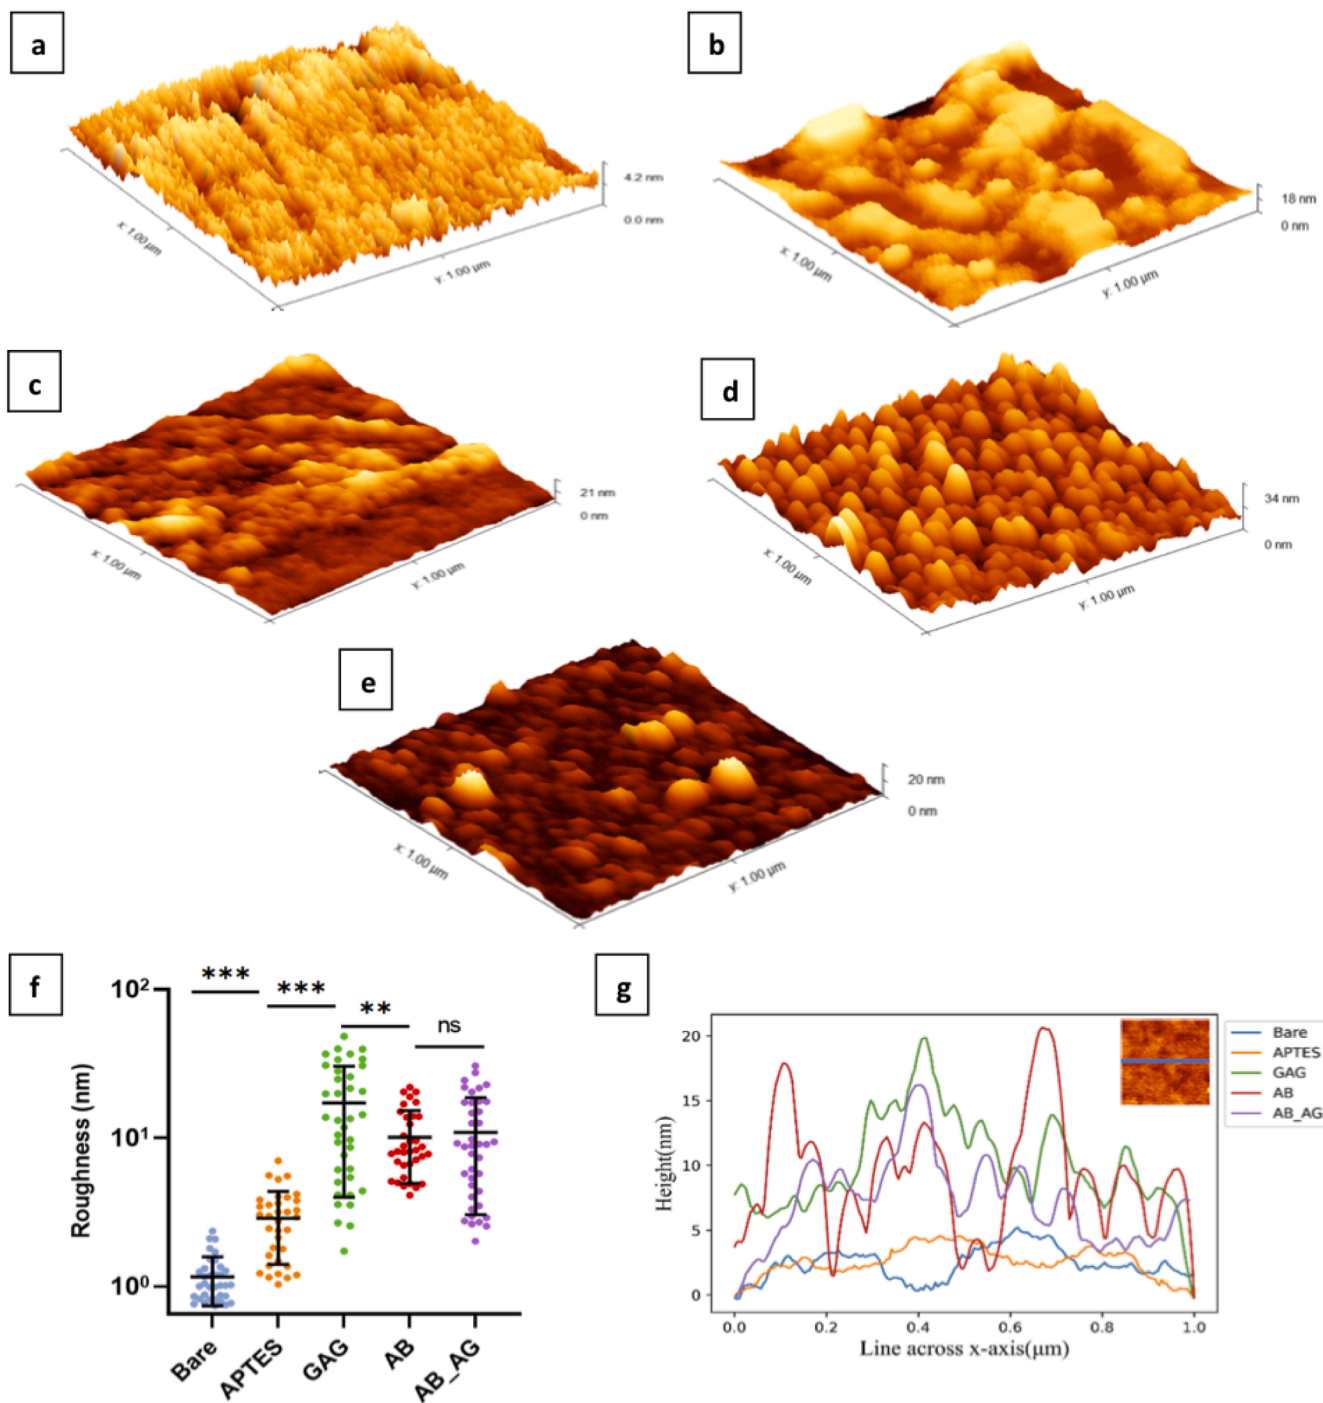 a
4.2 nm
0.0 nm
x: 1.00 µm
y: 1.00 µm
b
18 nm
0 nm
x: 1.00 µm
y: 1.00 µm
c
21 nm
0 nm
x: 1.00 µm
y: 1.00 µm
d
34 nm
0 nm
x: 1.00 µm
y: 1.00 µm
e
20 nm
0 nm
x: 1.00 µm
y: 1.00 µm
f
Roughness (nm)
10²
10¹
10⁰
***
***
**
ns
Bare
APTES
GAG
AB
AB_AG
g
Height(nm)
20
15
10
5
0
0.0
0.2
0.4
0.6
0.8
1.0
Line across x-axis(µm)
Bare
APTES
GAG
AB
AB_AG